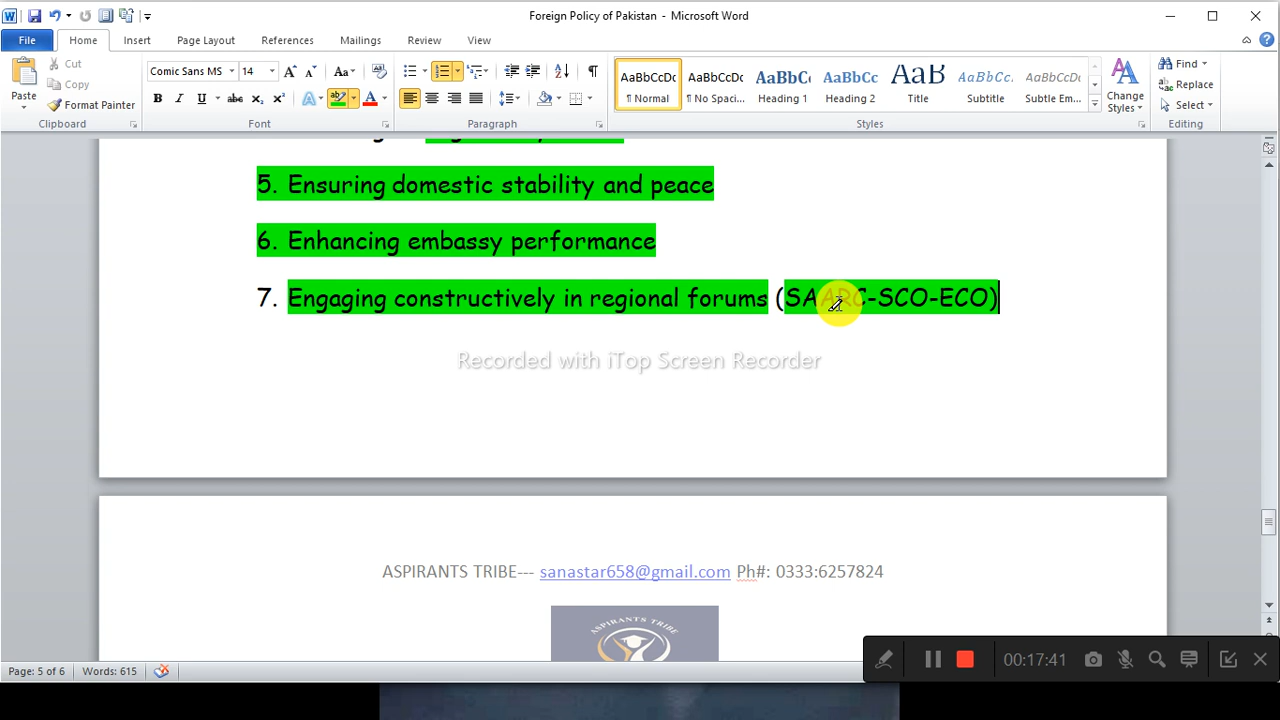 Foreign Policy of Pakistan - Microsoft Word
File Home Insert Page Layout References Mailings Review View
Paste Cut Copy Format Painter Clipboard
Comic Sans MS 14 Font
Paragraph
AaBbCcDc ¶ Normal AaBbCcDc ¶ No Spaci... AaBbC Heading 1 AaBbCc Heading 2 AaB Title AaBbCc. Subtitle AaBbCcDc Subtle Em... Change Styles Styles
Find Replace Select Editing
5. Ensuring domestic stability and peace
6. Enhancing embassy performance
7. Engaging constructively in regional forums (SAARC-SCO-ECO)
Recorded with iTop Screen Recorder
ASPIRANTS TRIBE--- sanastar658@gmail.com Ph#: 0333:6257824
ASPIRANTS TRIBE
00:17:41
Page: 5 of 6 Words: 615